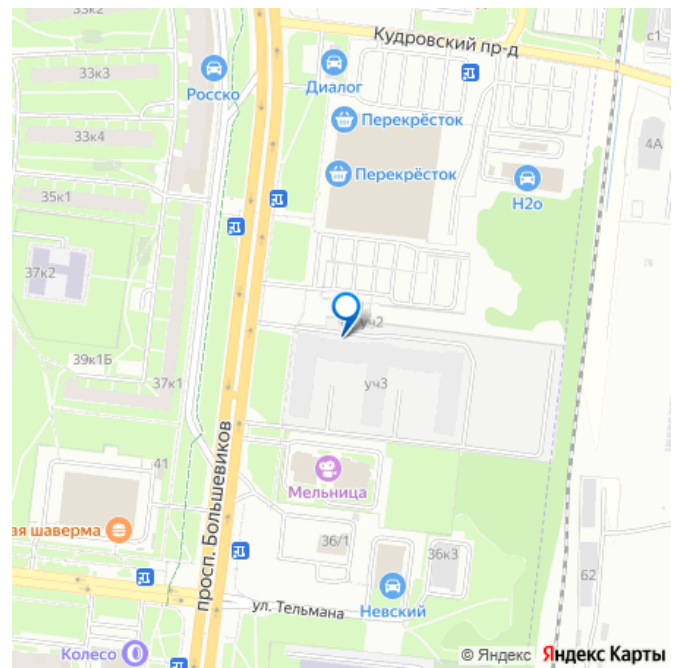 33к2
Кудровский пр-д
с1
33к3
Росско
Диалог
Перекрёсток
33к4
4А
Перекрёсток
Н2о
35к1
37к2
уч2
39к1Б
37к1
уч3
41
Мельница
ая шаверма
просп. Большевиков
36/1
36к3
62
ул. Тельмана
Невский
Колесо
© Яндекс Яндекс Карты